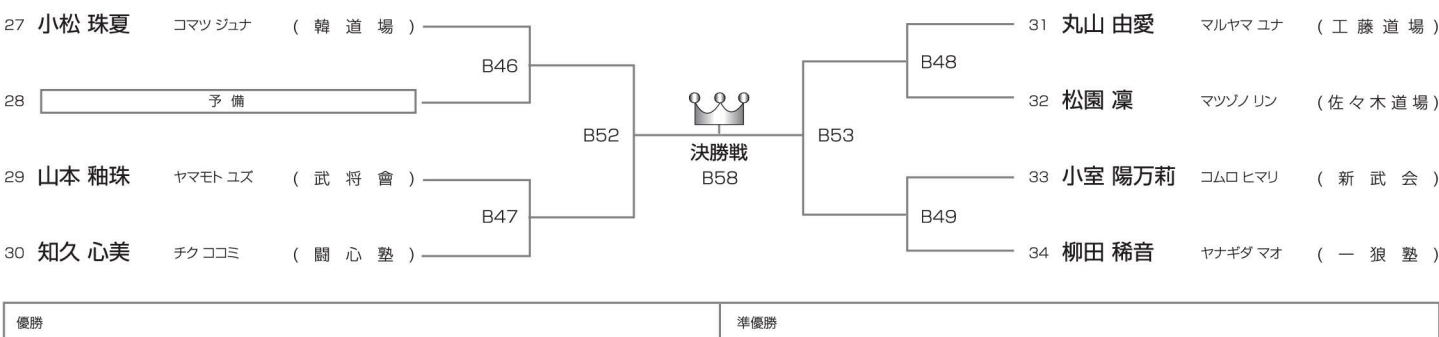 27 小松 珠夏 コマツ ジュナ ( 韓 道 場 )
B46
28 予 備
B52
29 山本 釉珠 ヤマモト ユズ ( 武 将 會 )
B47
30 知久 心美 チク ココミ ( 闘 心 塾 )
決勝戦
B58
31 丸山 由愛 マルヤマ ユナ ( 工 藤 道 場 )
B48
32 松園 凜 マツゾノ リン ( 佐 々 木 道 場 )
B53
33 小室 陽万莉 コムロ ヒマリ ( 新 武 会 )
B49
34 柳田 稀音 ヤナギダ マオ ( 一 狼 塾 )
優勝
準優勝